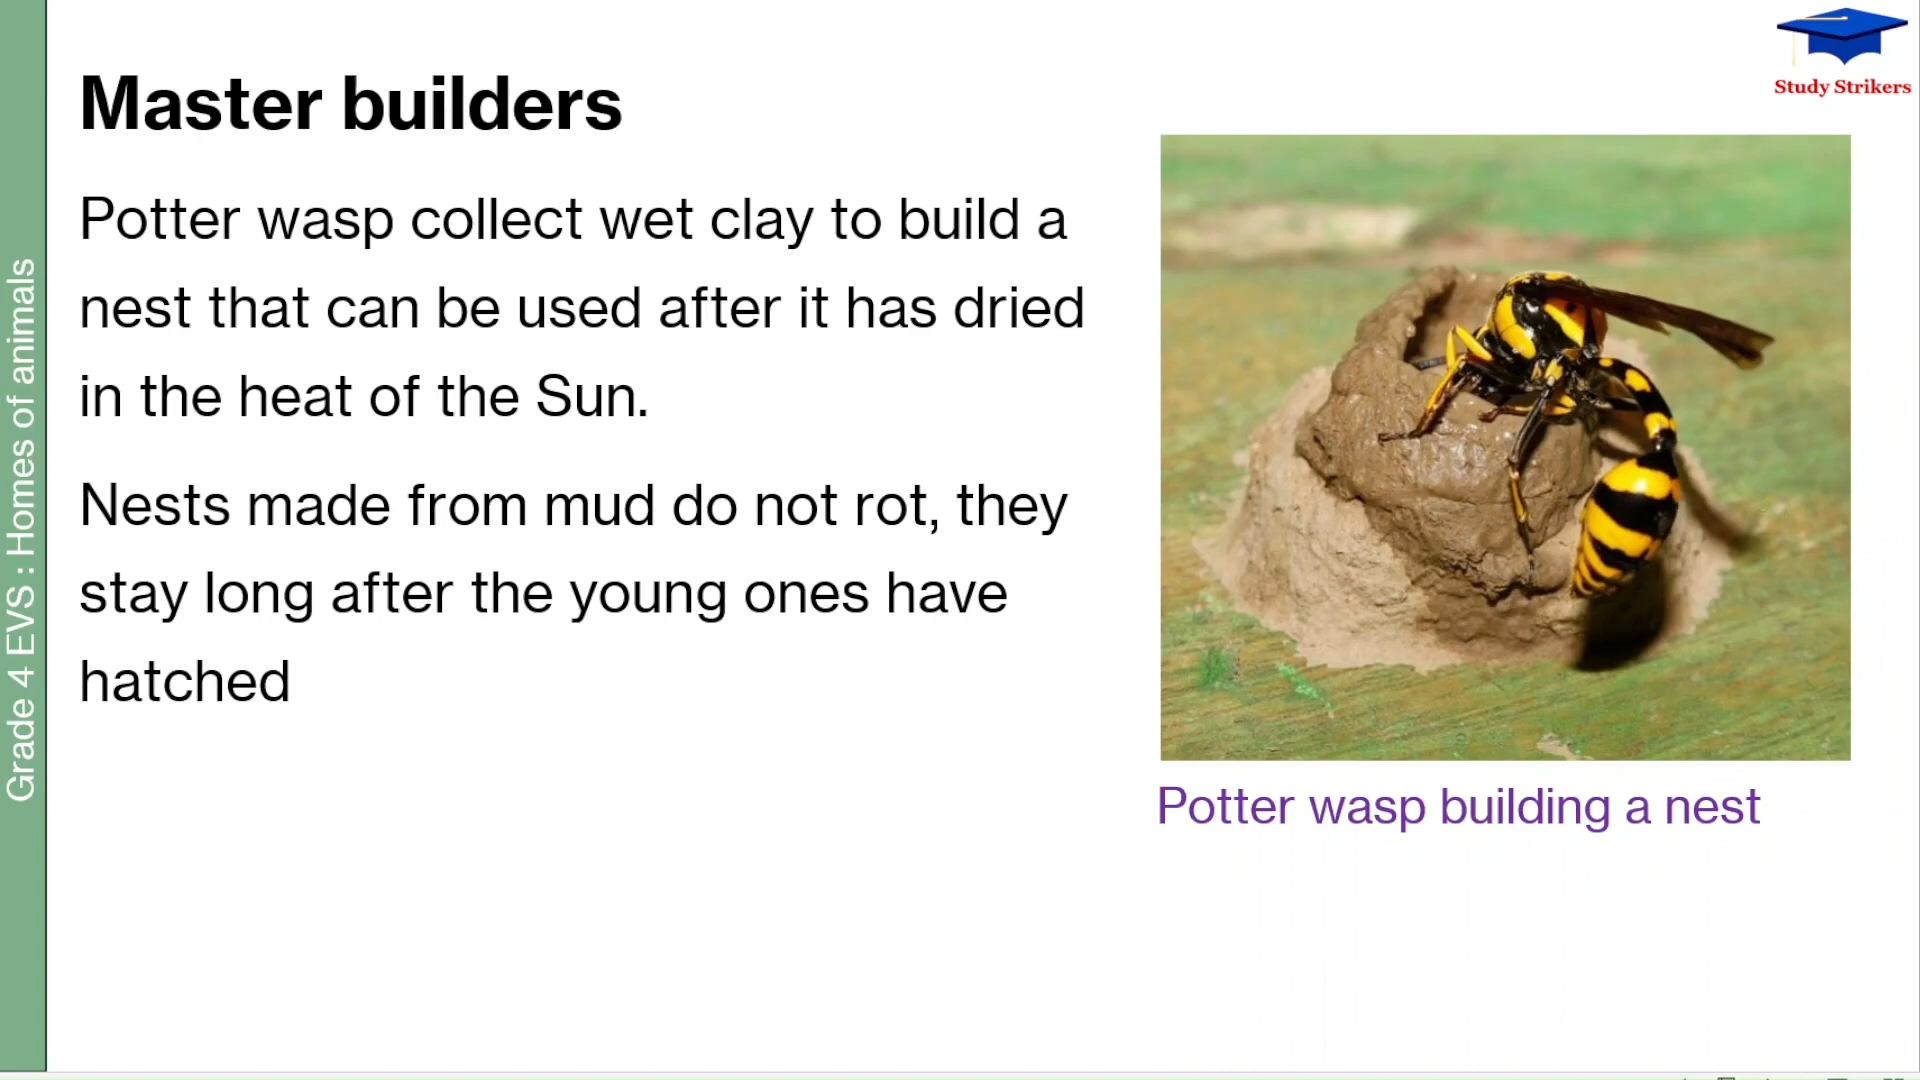 Study Strikers
Master builders
Potter wasp collect wet clay to build a
nest that can be used after it has dried
in the heat of the Sun.
Nests made from mud do not rot, they
stay long after the young ones have
hatched
Potter wasp building a nest
Grade 4 EVS : Homes of animals